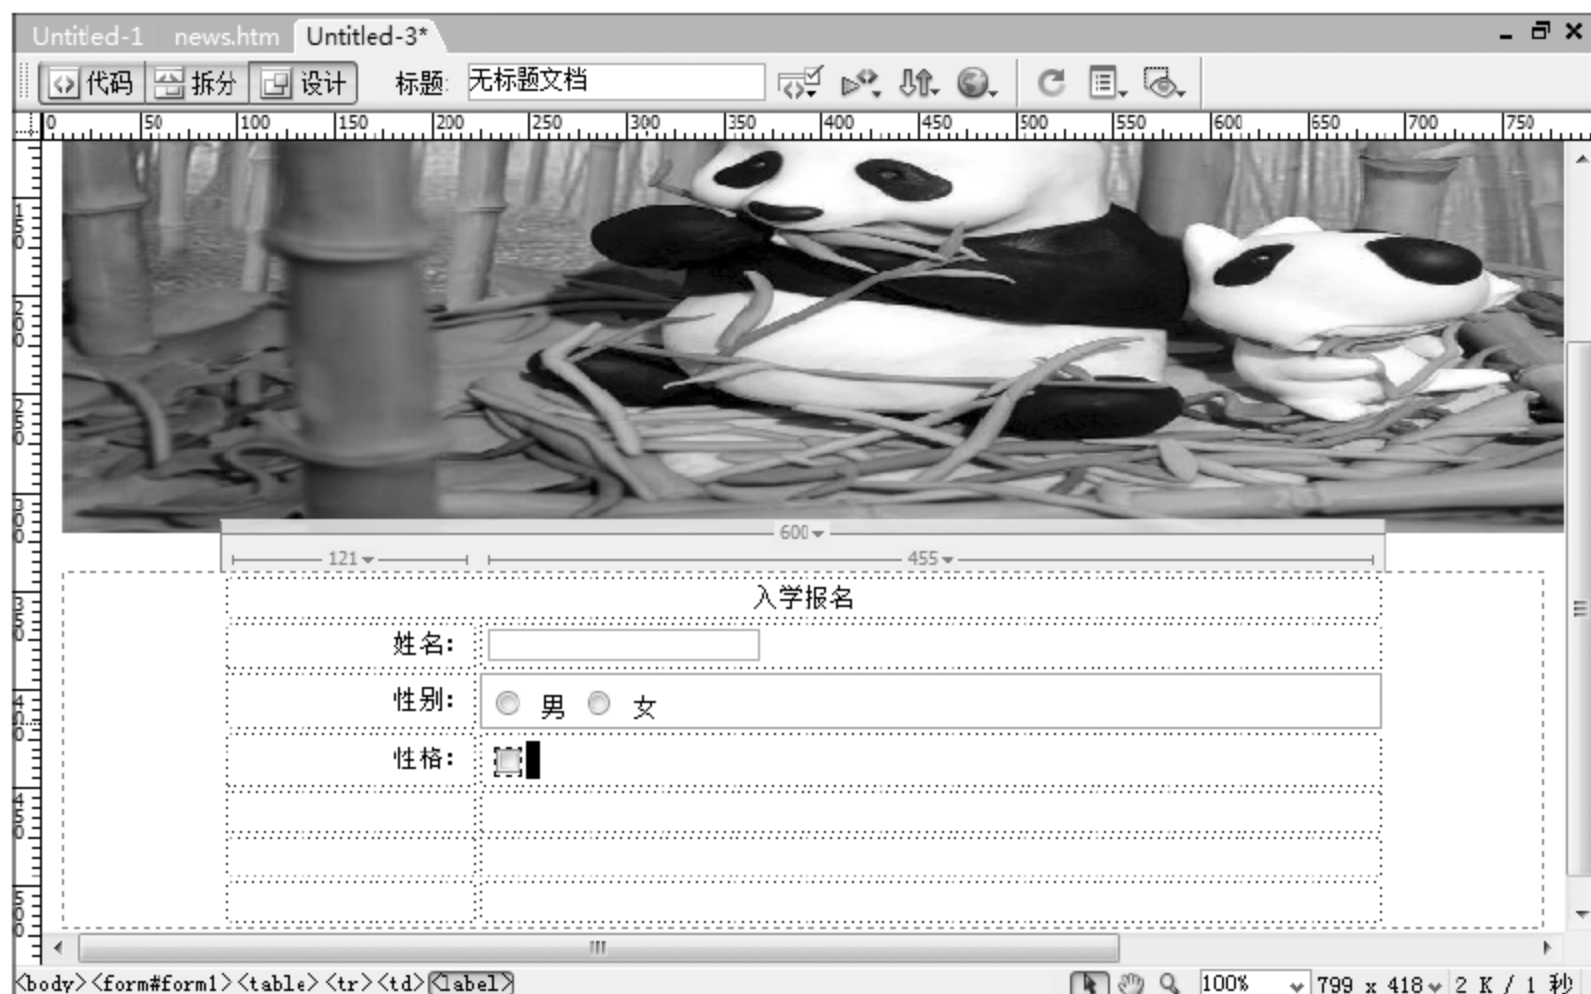 Untitled-1 news.htm Untitled-3*
代码 拆分 设计 标题: 无标题文档
0 50 100 150 200 250 300 350 400 450 500 550 600 650 700 750
600
121 455
入学报名
姓名:
性别: 男 女
性格:
<body><form#form1><table><tr><td><label> 100% 799 x 418 2 K / 1 秒